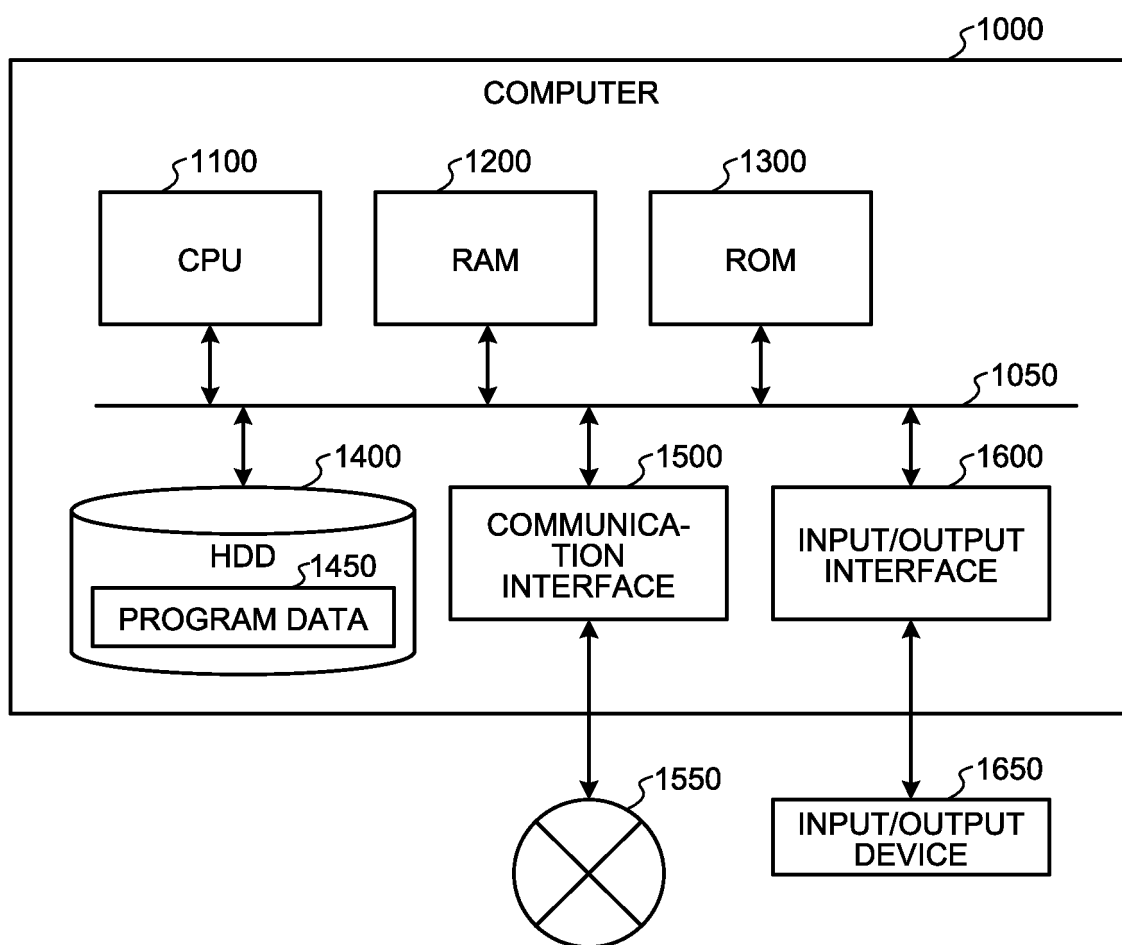 1000
COMPUTER
1100
1200
1300
CPU
RAM
ROM
1050
1400
1500
1600
HDD
1450
PROGRAM DATA
COMMUNICA-
TION
INTERFACE
INPUT/OUTPUT
INTERFACE
1550
1650
INPUT/OUTPUT
DEVICE